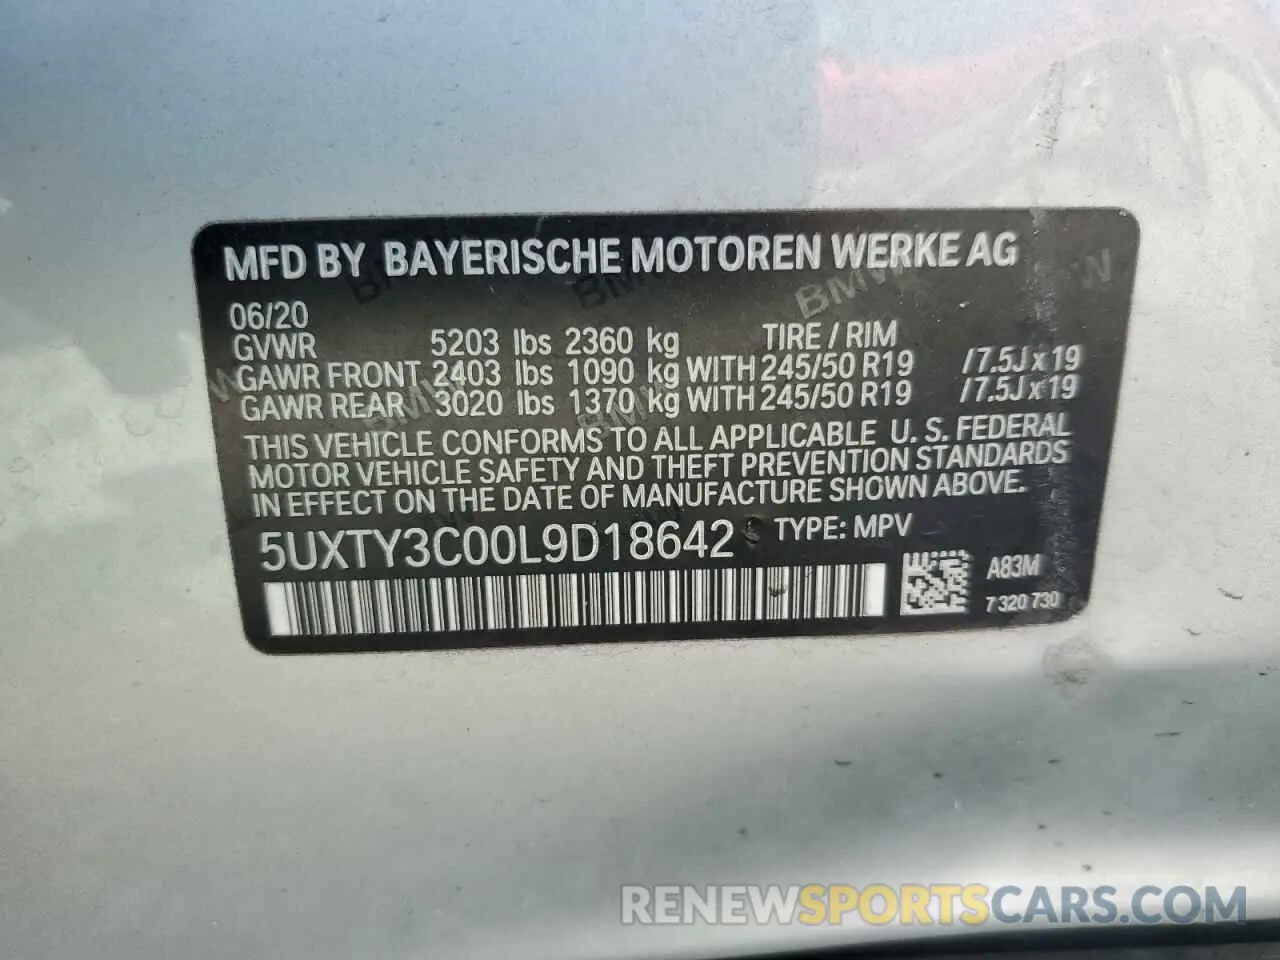 MFD BY BAYERISCHE MOTOREN WERKE AG
06/20
GVWR 5203 lbs 2360 kg TIRE / RIM
GAWR FRONT 2403 lbs 1090 kg WITH 245/50 R19 /7.5J x 19
GAWR REAR 3020 lbs 1370 kg WITH 245/50 R19 /7.5J x 19
THIS VEHICLE CONFORMS TO ALL APPLICABLE U. S. FEDERAL
MOTOR VEHICLE SAFETY AND THEFT PREVENTION STANDARDS
IN EFFECT ON THE DATE OF MANUFACTURE SHOWN ABOVE.
5UXTY3C00L9D18642 TYPE: MPV
A83M
7 320 730
RENEWSPORTSCARS.COM